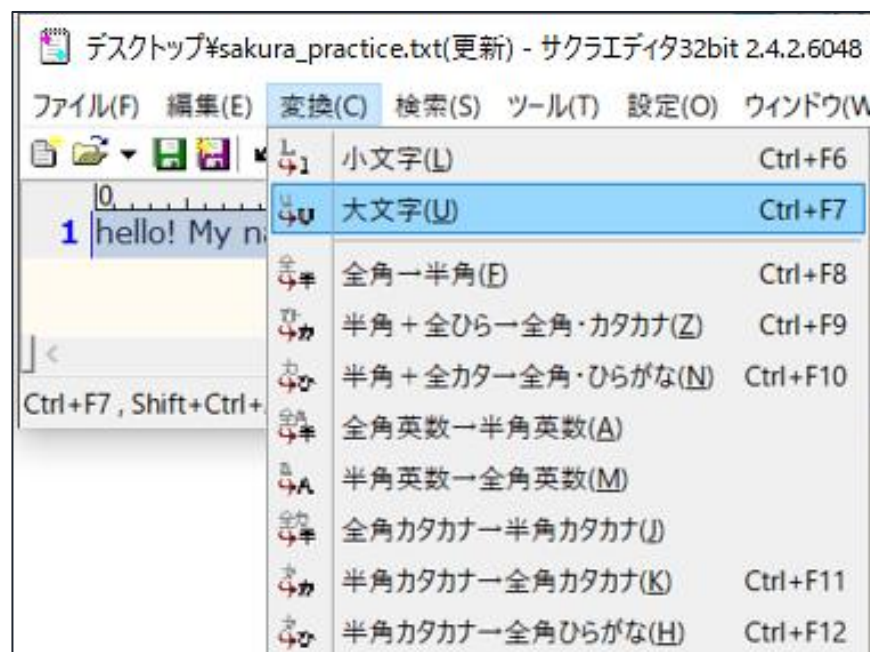 デスクトップ¥sakura_practice.txt(更新) - サクラエディタ32bit 2.4.2.6048
ファイル(F) 編集(E) 変換(C) 検索(S) ツール(T) 設定(O) ウィンドウ(W
小文字(L) Ctrl+F6
0
大文字(U) Ctrl+F7
1 hello! My
全角→半角(F) Ctrl+F8
半角+全ひら→全角・カタカナ(Z) Ctrl+F9
半角+全カタ→全角・ひらがな(N) Ctrl+F10
Ctrl+F7 , Shift+Ctrl+
全角英数→半角英数(A)
半角英数→全角英数(M)
全角カタカナ→半角カタカナ(J)
半角カタカナ→全角カタカナ(K) Ctrl+F11
半角カタカナ→全角ひらがな(H) Ctrl+F12